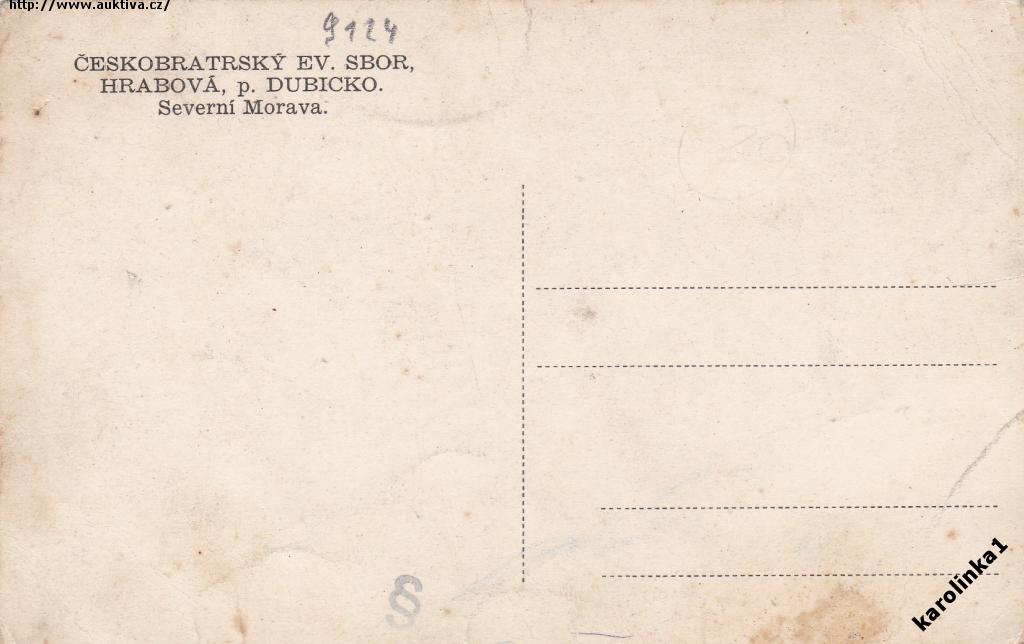 http://www.auktiva.cz/
9124
ČESKOBRATRSKÝ EV. SBOR,
HRABOVÁ, p. DUBICKO.
Severní Morava.
§
karolinka1